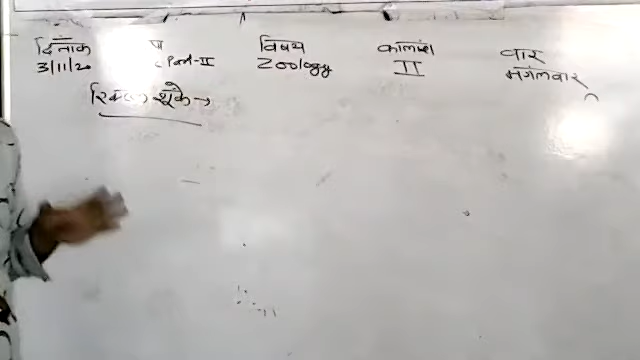 दिनांक विषय कालांश वार
3/11/20 Part-II Zoology II मंगलवार